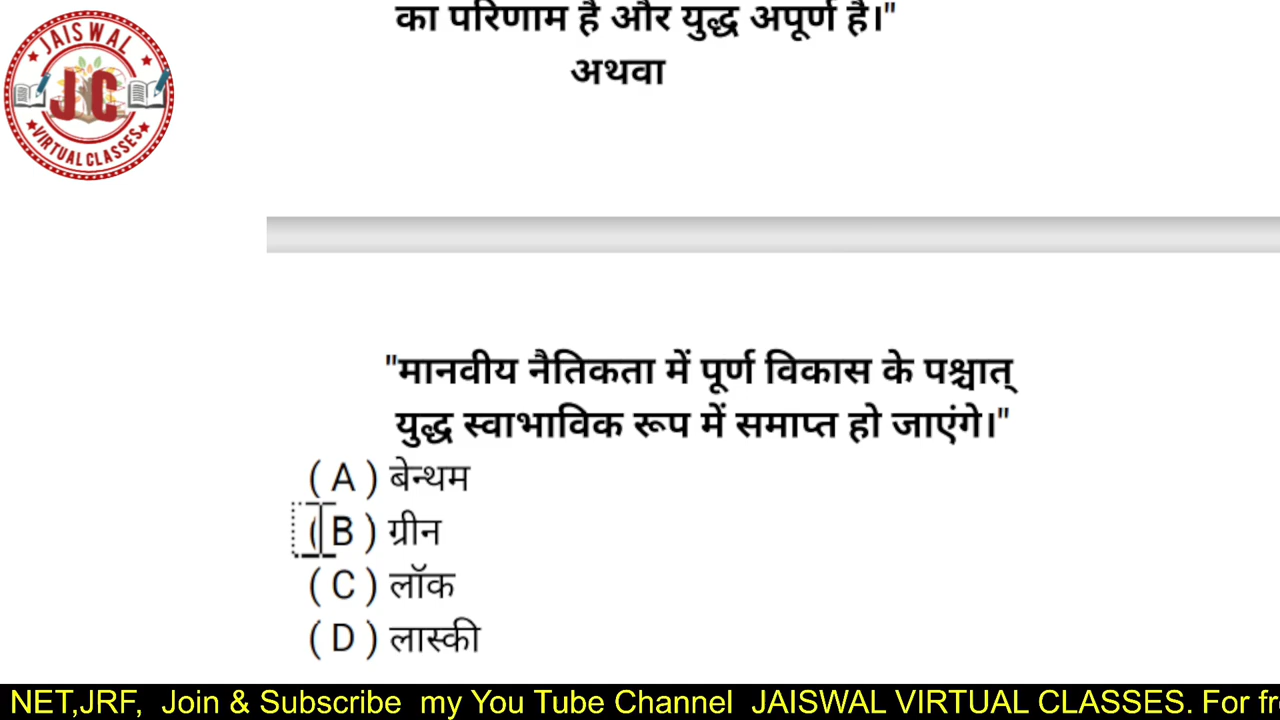 का परिणाम है और युद्ध अपूर्ण है।"
अथवा
JAISWAL
JC
VIRTUAL CLASSES
"मानवीय नैतिकता में पूर्ण विकास के पश्चात्
युद्ध स्वाभाविक रूप में समाप्त हो जाएंगे।"
( A ) बेन्थम
( B ) ग्रीन
( C ) लॉक
( D ) लास्की
NET,JRF, Join & Subscribe my You Tube Channel JAISWAL VIRTUAL CLASSES. For fr